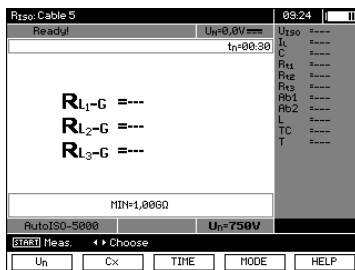 RISO: Cable 5 09:24
Ready! UN=0,0V
tn=00:30
RL1-G =---
RL2-G =---
RL3-G =---
MIN=1,00GΩ
UISO =----
IL =----
C =----
Rt1 =----
Rt2 =----
Rt3 =----
Ab1 =----
Ab2 =----
L =----
TC =----
T =----
AutoISO-5000 Un=750V
START Meas. Choose
Un Cx TIME MODE HELP